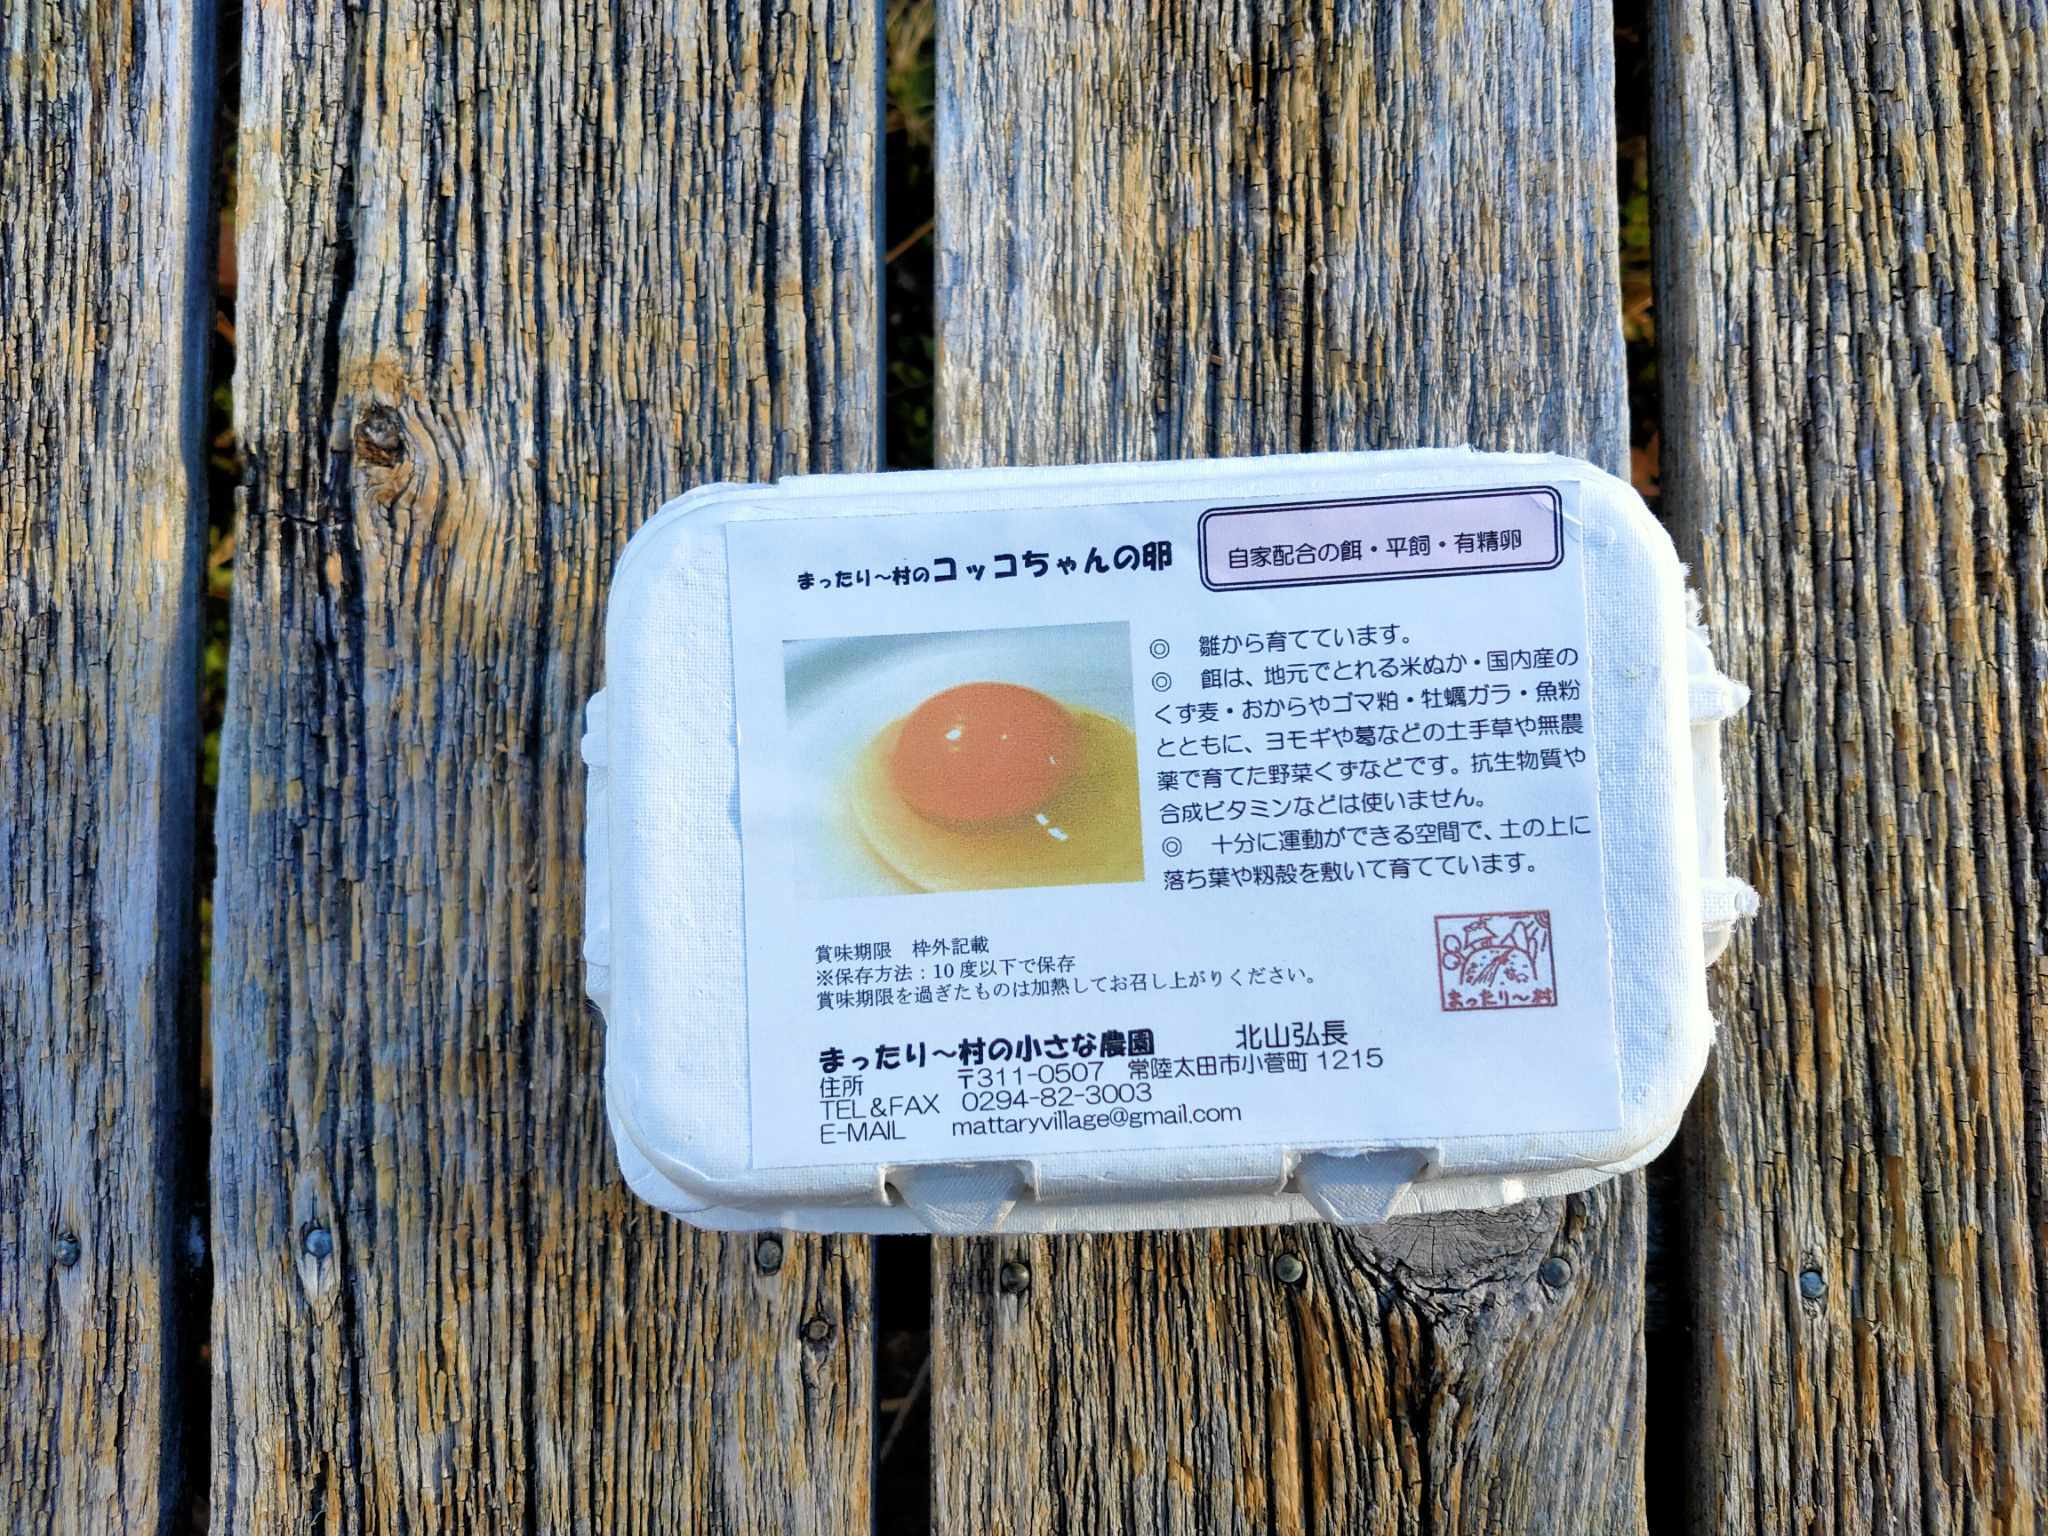 まったり～村のコッコちゃんの卵
自家配合の餌・平飼・有精卵
◎　雛から育てています。
◎　餌は、地元でとれる米ぬか・国内産の
くず麦・おからやゴマ粕・牡蠣ガラ・魚粉
とともに、ヨモギや葛などの土手草や無農
薬で育てた野菜くずなどです。抗生物質や
合成ビタミンなどは使いません。
◎　十分に運動ができる空間で、土の上に
落ち葉や籾殻を敷いて育てています。
賞味期限　枠外記載
※保存方法：10度以下で保存
賞味期限を過ぎたものは加熱してお召し上がりください。
まったり～村
まったり～村の小さな農園　北山弘長
住所　〒311-0507　常陸太田市小菅町1215
TEL&FAX　0294-82-3003
E-MAIL　mattaryvillage@gmail.com